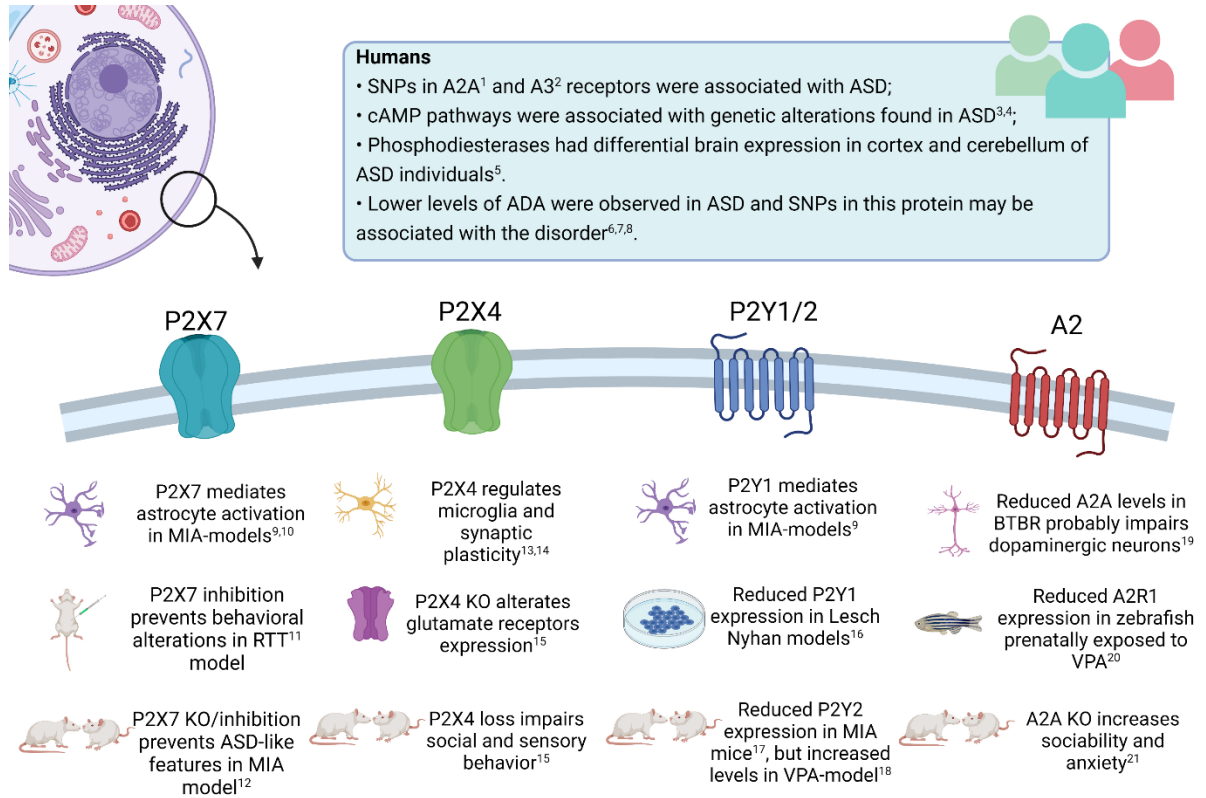 Humans
• SNPs in A2A¹ and A3² receptors were associated with ASD;
• cAMP pathways were associated with genetic alterations found in ASD³,⁴;
• Phosphodiesterases had differential brain expression in cortex and cerebellum of
ASD individuals⁵.
• Lower levels of ADA were observed in ASD and SNPs in this protein may be
associated with the disorder⁶,⁷,⁸.
P2X7
P2X4
P2Y1/2
A2
P2X7 mediates
astrocyte activation
in MIA-models⁹,¹⁰
P2X4 regulates
microglia and
synaptic
plasticity¹³,¹⁴
P2Y1 mediates
astrocyte activation
in MIA-models⁹
Reduced A2A levels in
BTBR probably impairs
dopaminergic neurons¹⁹
P2X7 inhibition
prevents behavioral
alterations in RTT¹¹
model
P2X4 KO alterates
glutamate receptors
expression¹⁵
Reduced P2Y1
expression in Lesch
Nyhan models¹⁶
Reduced A2R1
expression in zebrafish
prenatally exposed to
VPA²⁰
P2X7 KO/inhibition
prevents ASD-like
features in MIA
model¹²
P2X4 loss impairs
social and sensory
behavior¹⁵
Reduced P2Y2
expression in MIA
mice¹⁷, but increased
levels in VPA-model¹⁸
A2A KO increases
sociability and
anxiety²¹